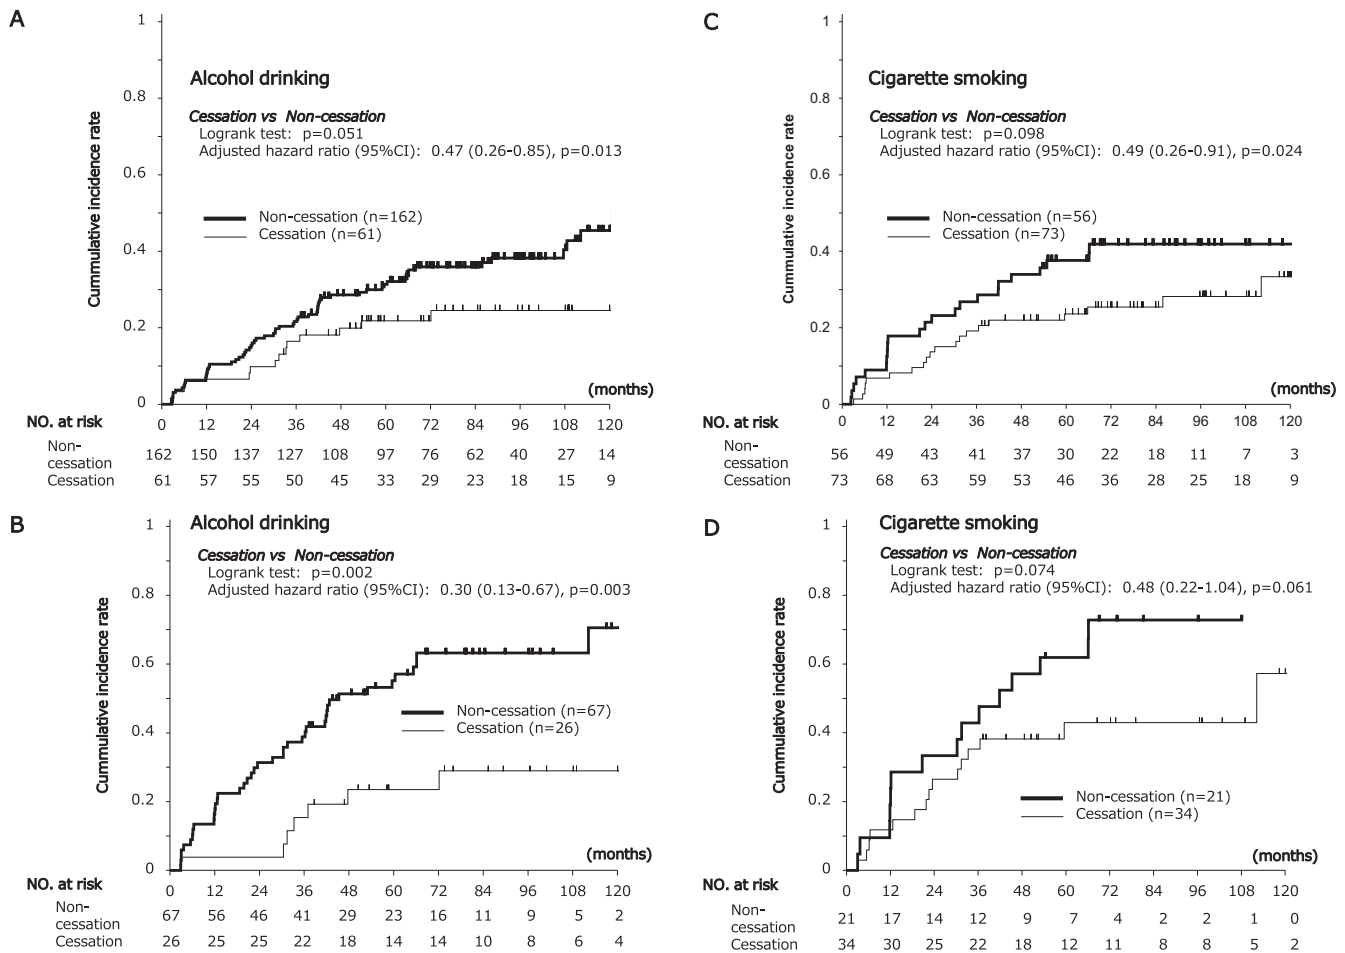 A
Alcohol drinking
Cessation vs Non-cessation
Logrank test: p=0.051
Adjusted hazard ratio (95%CI): 0.47 (0.26-0.85), p=0.013
Non-cessation (n=162)
Cessation (n=61)
Cummulative incidence rate
1
0.8
0.6
0.4
0.2
0
(months)
NO. at risk
0 12 24 36 48 60 72 84 96 108 120
Non-
cessation 162 150 137 127 108 97 76 62 40 27 14
Cessation 61 57 55 50 45 33 29 23 18 15 9
C
Cigarette smoking
Cessation vs Non-cessation
Logrank test: p=0.098
Adjusted hazard ratio (95%CI): 0.49 (0.26-0.91), p=0.024
Non-cessation (n=56)
Cessation (n=73)
Cummulative incidence rate
1
0.8
0.6
0.4
0.2
0
(months)
NO. at risk
0 12 24 36 48 60 72 84 96 108 120
Non-
cessation 56 49 43 41 37 30 22 18 11 7 3
Cessation 73 68 63 59 53 46 36 28 25 18 9
B
Alcohol drinking
Cessation vs Non-cessation
Logrank test: p=0.002
Adjusted hazard ratio (95%CI): 0.30 (0.13-0.67), p=0.003
Non-cessation (n=67)
Cessation (n=26)
Cummulative incidence rate
1
0.8
0.6
0.4
0.2
0
(months)
NO. at risk
0 12 24 36 48 60 72 84 96 108 120
Non-
cessation 67 56 46 41 29 23 16 11 9 5 2
Cessation 26 25 25 22 18 14 14 10 8 6 4
D
Cigarette smoking
Cessation vs Non-cessation
Logrank test: p=0.074
Adjusted hazard ratio (95%CI): 0.48 (0.22-1.04), p=0.061
Non-cessation (n=21)
Cessation (n=34)
Cummulative incidence rate
1
0.8
0.6
0.4
0.2
0
(months)
NO. at risk
0 12 24 36 48 60 72 84 96 108 120
Non-
cessation 21 17 14 12 9 7 4 2 2 1 0
Cessation 34 30 25 22 18 12 11 8 8 5 2